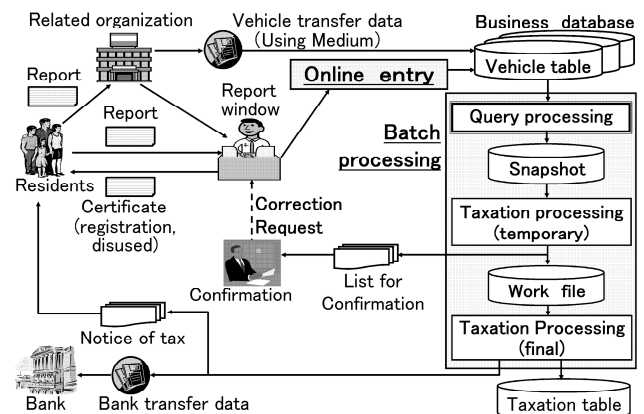 Related organization
Vehicle transfer data
(Using Medium)
Business database
Vehicle table
Report
Report
window
Online entry
Report
Query processing
Batch
processing
Snapshot
Residents
Certificate
(registration,
disused)
Correction
Request
Taxation processing
(temporary)
Confirmation
List for
Confirmation
Work file
Notice of tax
Taxation Processing
(final)
Bank
Bank transfer data
Taxation table